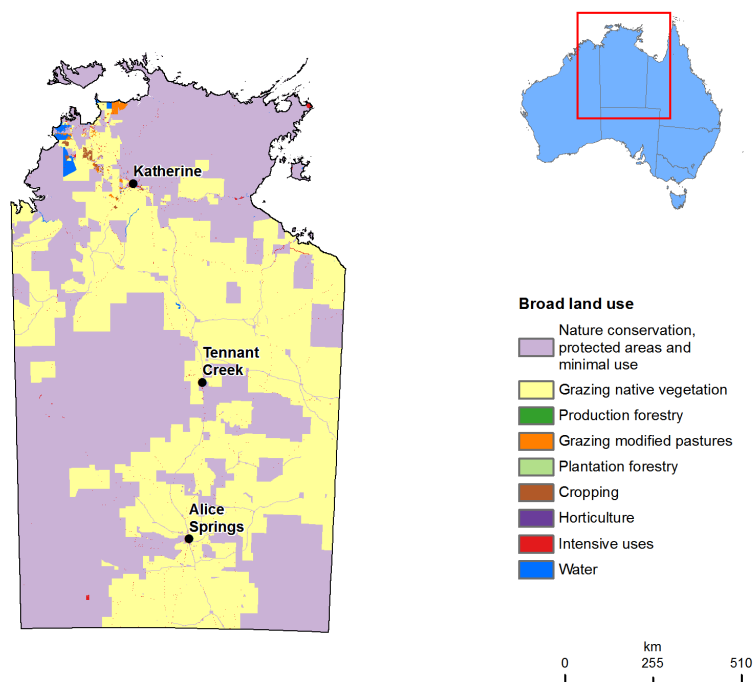 Katherine
Tennant
Creek
Alice
Springs
Broad land use
Nature conservation,
protected areas and
minimal use
Grazing native vegetation
Production forestry
Grazing modified pastures
Plantation forestry
Cropping
Horticulture
Intensive uses
Water
km
0 255 510